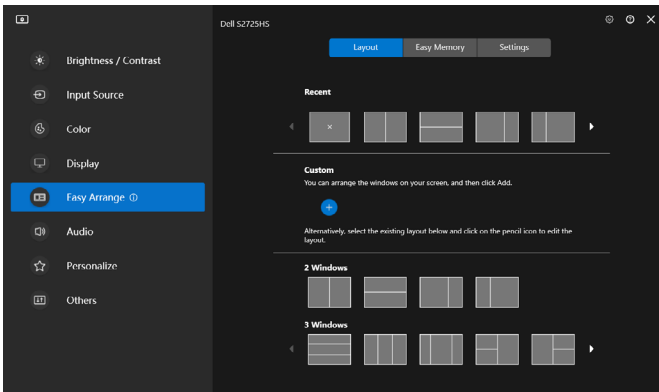 Dell S2725HS
Brightness / Contrast
Input Source
Color
Display
Easy Arrange
Audio
Personalize
Others
Layout
Easy Memory
Settings
Recent
Custom
You can arrange the windows on your screen, and then click Add.
Alternatively, select the existing layout below and click on the pencil icon to edit the
layout.
2 Windows
3 Windows